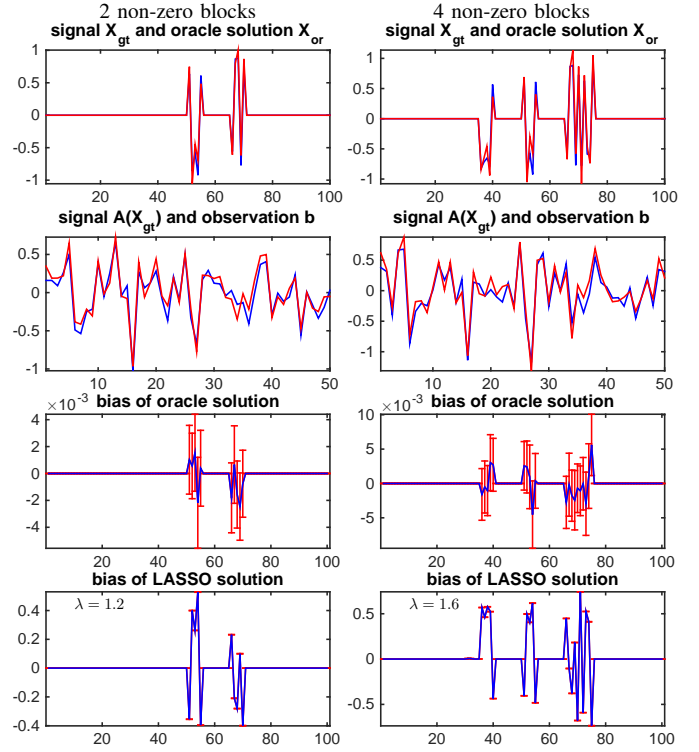 2 non-zero blocks
signal X_gt and oracle solution X_or
1
0.5
0
-0.5
-1
20 40 60 80 100
signal A(X_gt) and observation b
0.5
0
-0.5
-1
10 20 30 40 50
×10^-3 bias of oracle solution
4
2
0
-2
-4
0 20 40 60 80 100
bias of LASSO solution
λ = 1.2
0.4
0.2
0
-0.2
-0.4
0 20 40 60 80 100
4 non-zero blocks
signal X_gt and oracle solution X_or
1
0.5
0
-0.5
-1
20 40 60 80 100
signal A(X_gt) and observation b
0.5
0
-0.5
-1
10 20 30 40 50
×10^-3 bias of oracle solution
10
5
0
-5
0 20 40 60 80 100
bias of LASSO solution
λ = 1.6
0.5
0
-0.5
0 20 40 60 80 100